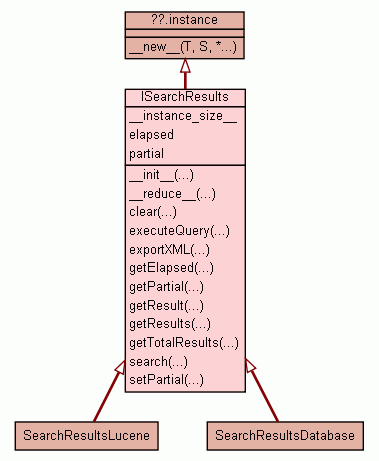 ??.instance
__new__(T, S, *...)
ISearchResults
__instance_size__
elapsed
partial
__init__(...)
__reduce__(...)
clear(...)
executeQuery(...)
exportXML(...)
getElapsed(...)
getPartial(...)
getResult(...)
getResults(...)
getTotalResults(...)
search(...)
setPartial(...)
SearchResultsLucene
SearchResultsDatabase